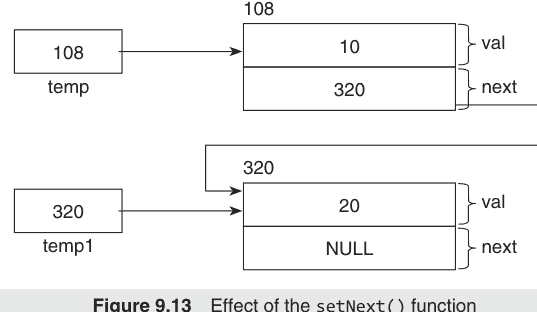 108
108
10
val
temp
320
next
320
320
20
val
temp1
NULL
next
Figure 9.13 Effect of the setNext() function